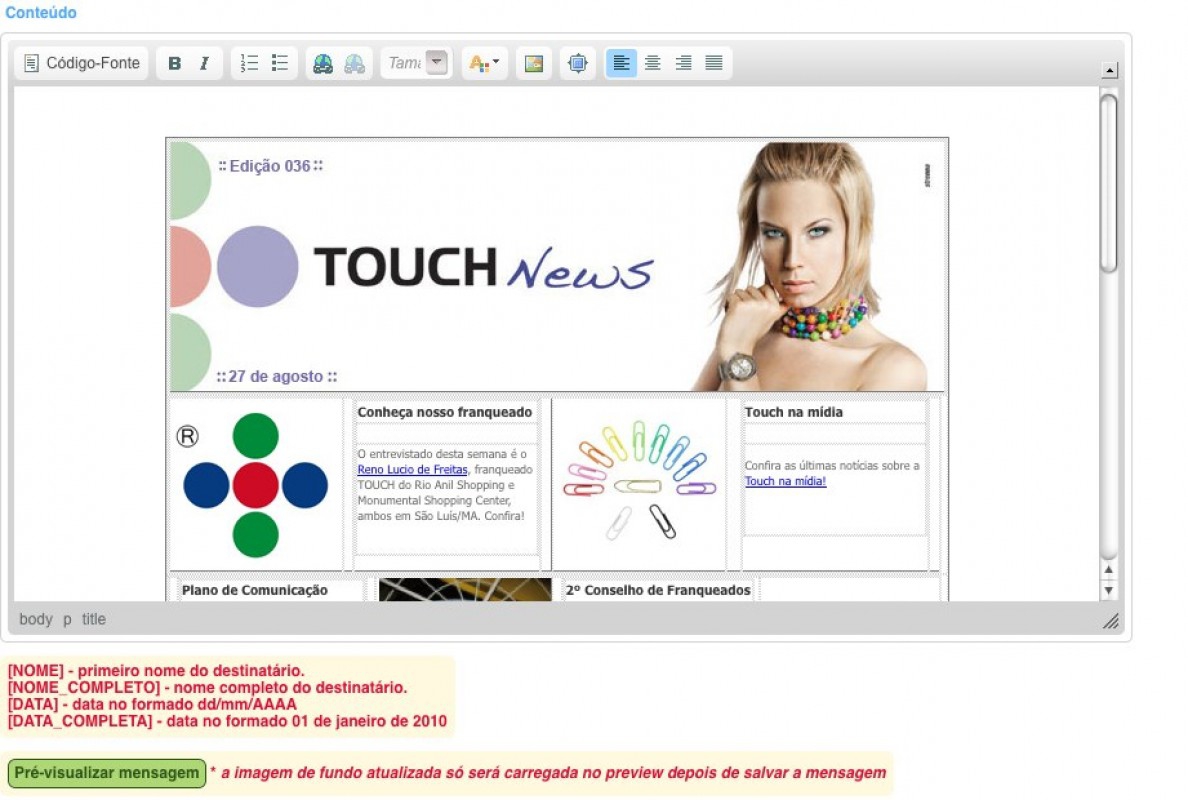 Conteúdo
Código-Fonte
B I
A
:: Edição 036 ::
TOUCH News
:: 27 de agosto ::
Conheça nosso franqueado
O entrevistado desta semana é o
Reno Lucio de Freitas, franqueado
TOUCH do Rio Anil Shopping e
Monumental Shopping Center,
ambos em São Luís/MA. Confira!
®
Touch na mídia
Confira as últimas notícias sobre a
Touch na mídia!
Plano de Comunicação
2º Conselho de Franqueados
body p title
[NOME] - primeiro nome do destinatário.
[NOME_COMPLETO] - nome completo do destinatário.
[DATA] - data no formado dd/mm/AAAA
[DATA_COMPLETA] - data no formado 01 de janeiro de 2010
Pré-visualizar mensagem * a imagem de fundo atualizada só será carregada no preview depois de salvar a mensagem